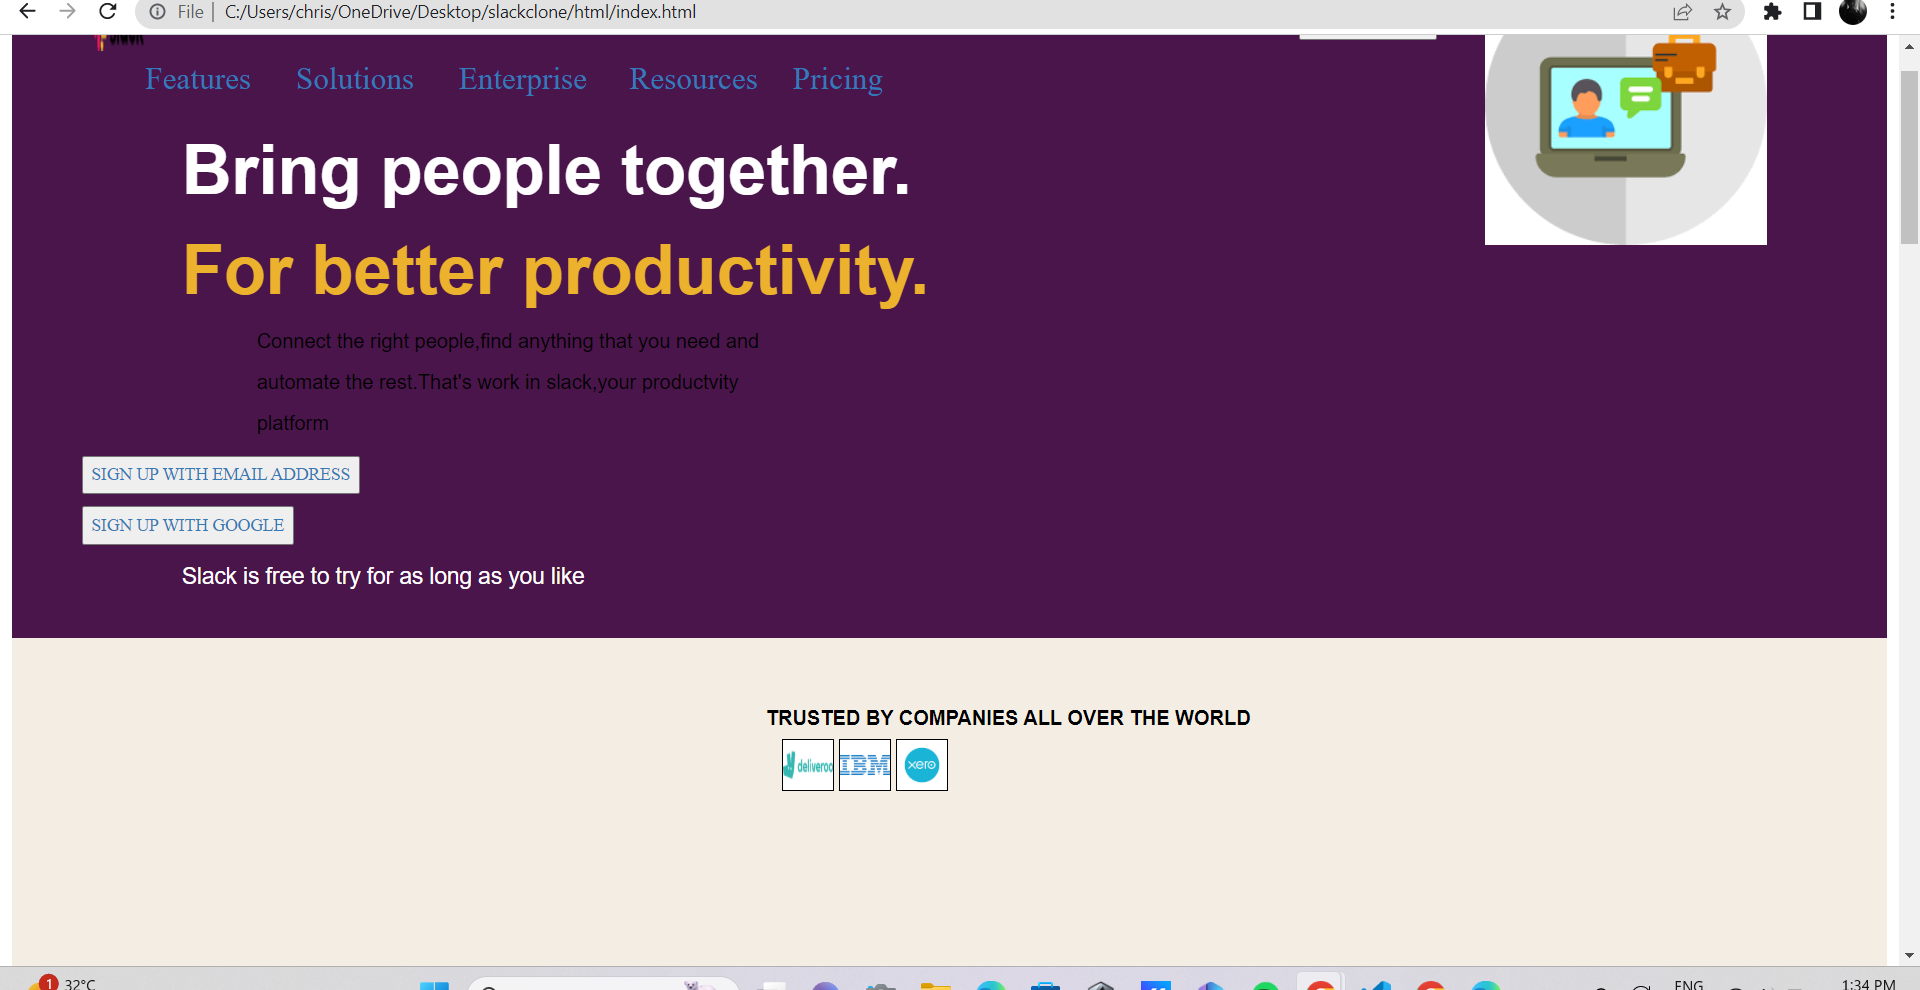 File | C:/Users/chris/OneDrive/Desktop/slackclone/html/index.html
Features Solutions Enterprise Resources Pricing
Bring people together.
For better productivity.
Connect the right people,find anything that you need and
automate the rest.That's work in slack,your productvity
platform
SIGN UP WITH EMAIL ADDRESS
SIGN UP WITH GOOGLE
Slack is free to try for as long as you like
TRUSTED BY COMPANIES ALL OVER THE WORLD
deliveroo IBM xero
1 32°C
ENG 1:34 PM